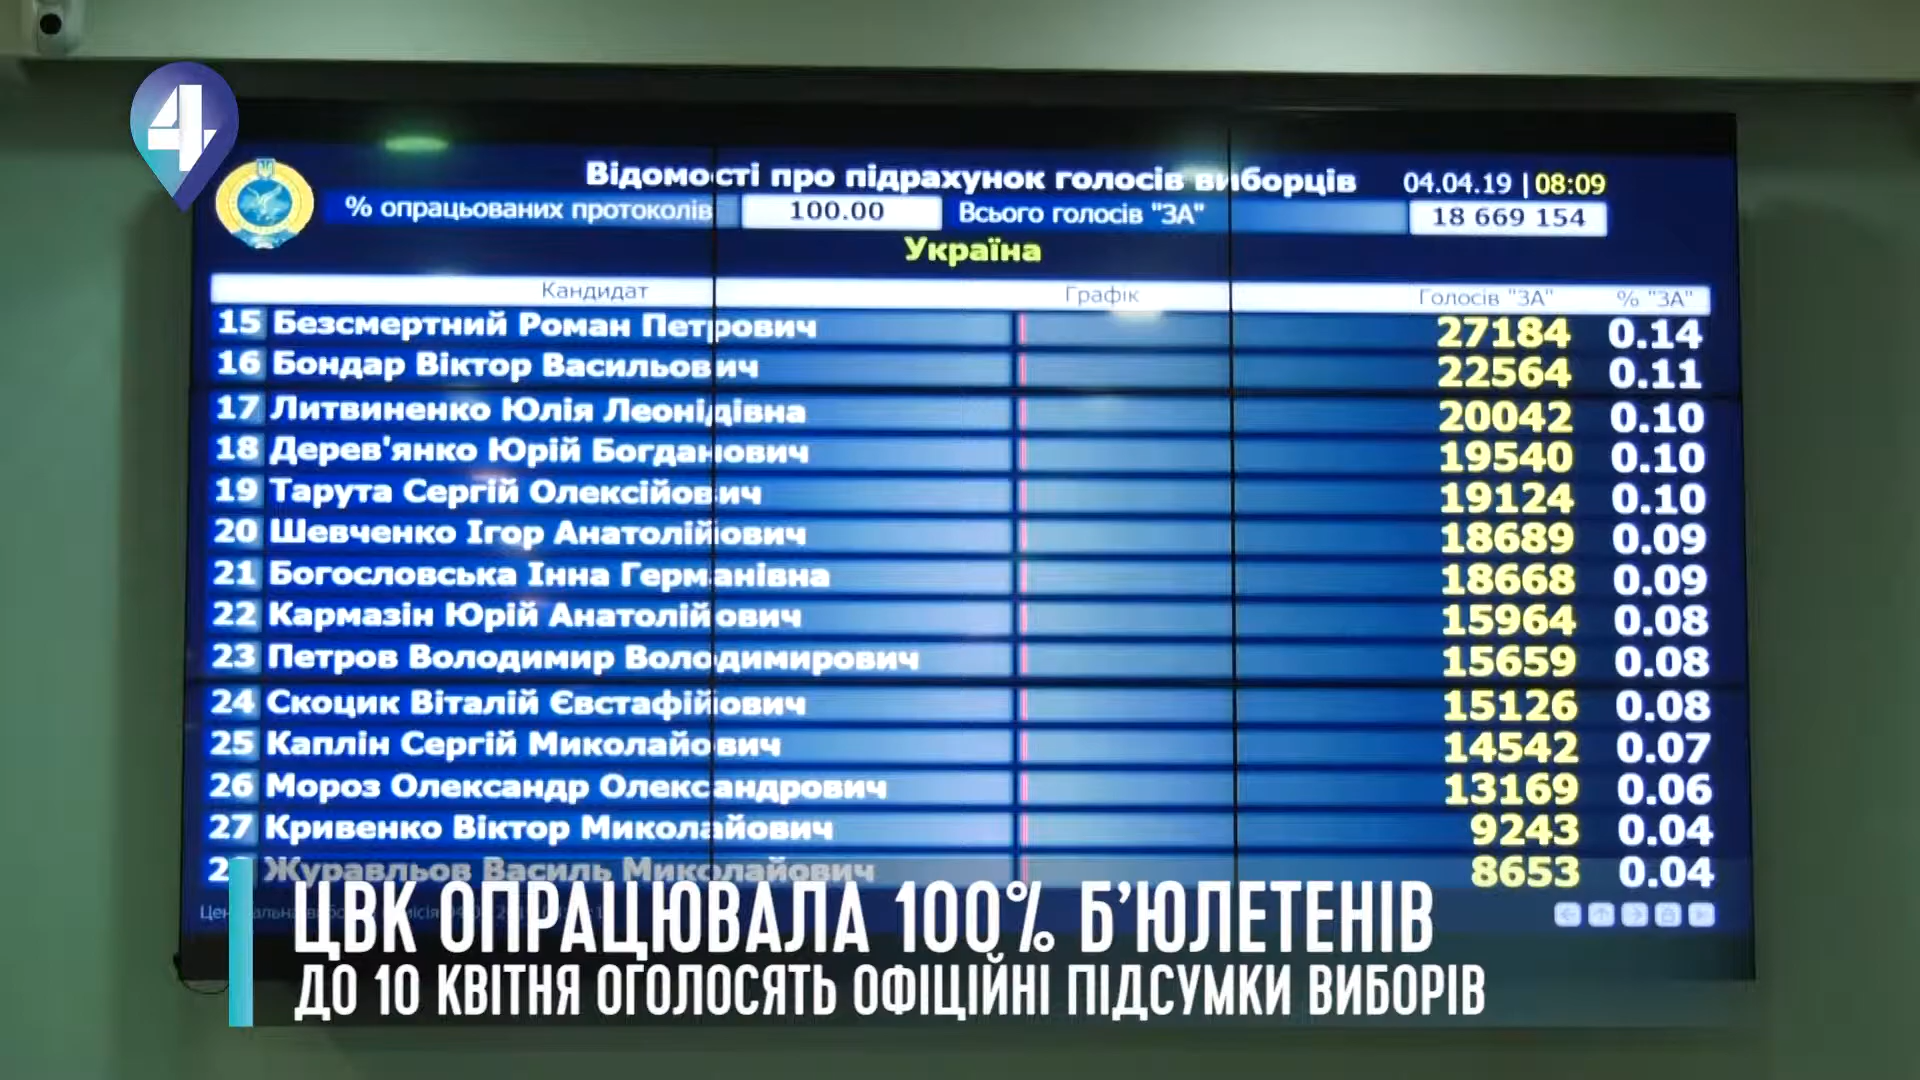 4
Відомості про підрахунок голосів виборців 04.04.19 | 08:09
% опрацьованих протоколів 100.00 Всього голосів "ЗА" 18 669 154
Україна
Кандидат Графік Голосів "ЗА" % "ЗА"
15 Безсмертний Роман Петрович 27184 0.14
16 Бондар Віктор Васильович 22564 0.11
17 Литвиненко Юлія Леонідівна 20042 0.10
18 Дерев'янко Юрій Богданович 19540 0.10
19 Тарута Сергій Олексійович 19124 0.10
20 Шевченко Ігор Анатолійович 18689 0.09
21 Богословська Інна Германівна 18668 0.09
22 Кармазін Юрій Анатолійович 15964 0.08
23 Петров Володимир Володимирович 15659 0.08
24 Скоцик Віталій Євстафійович 15126 0.08
25 Каплін Сергій Миколайович 14542 0.07
26 Мороз Олександр Олександрович 13169 0.06
27 Кривенко Віктор Миколайович 9243 0.04
Журавльов Василь Миколайович 8653 0.04
ЦВК ОПРАЦЮВАЛА 100% Б’ЮЛЕТЕНІВ
ДО 10 КВІТНЯ ОГОЛОСЯТЬ ОФІЦІЙНІ ПІДСУМКИ ВИБОРІВ